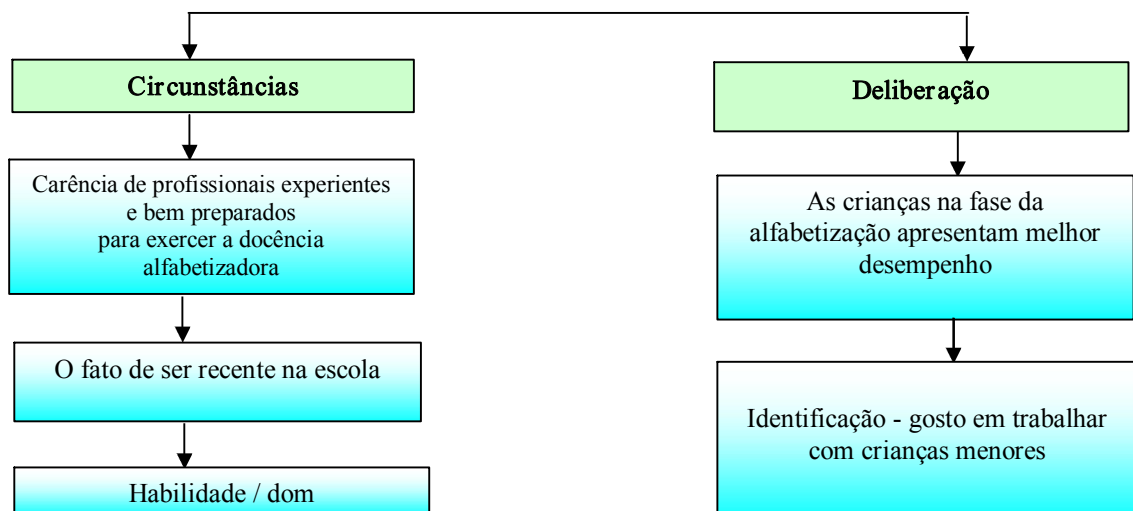 Circunstâncias
Carência de profissionais experientes
e bem preparados
para exercer a docência
alfabetizadora
O fato de ser recente na escola
Habilidade / dom
Deliberação
As crianças na fase da
alfabetização apresentam melhor
desempenho
Identificação - gosto em trabalhar
com crianças menores